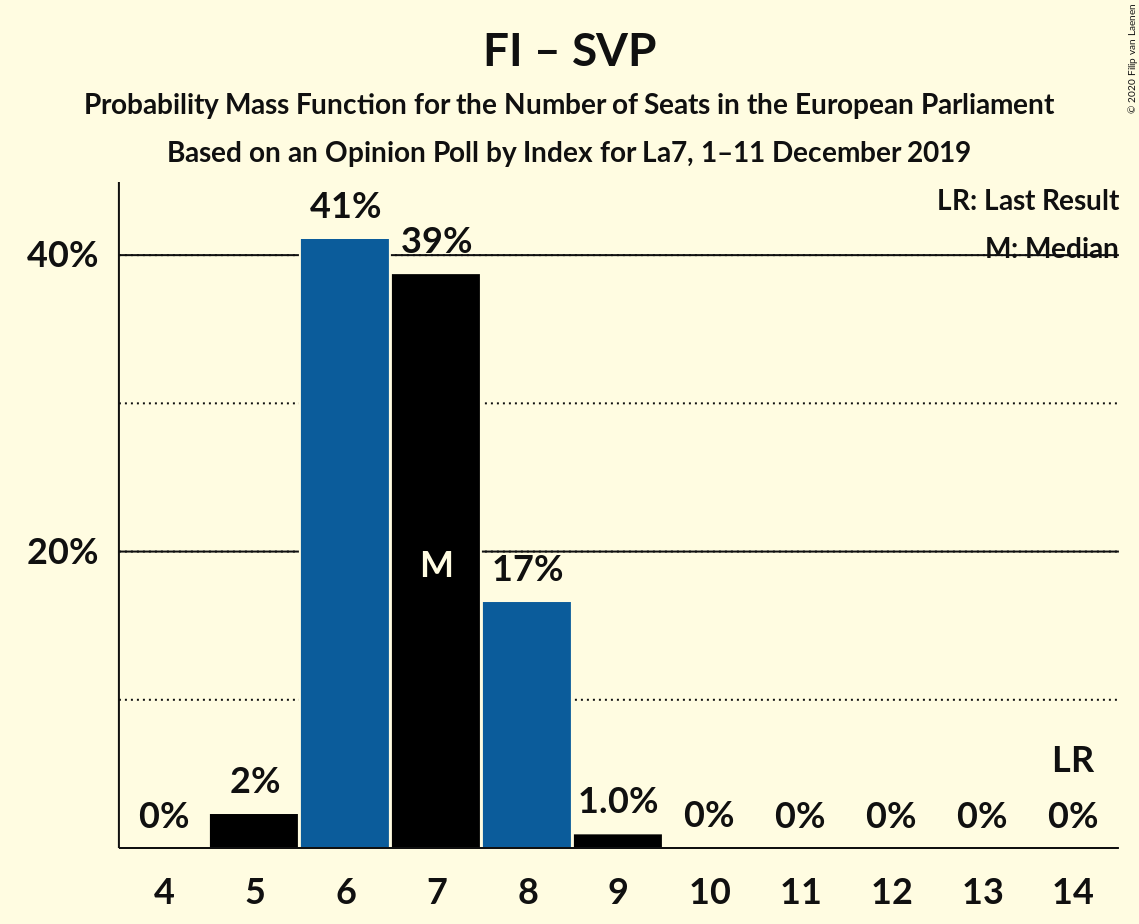 FI – SVP
Probability Mass Function for the Number of Seats in the European Parliament
Based on an Opinion Poll by Index for La7, 1–11 December 2019
© 2020 Filip van Laenen
LR: Last Result
M: Median
40%
20%
0%
2%
41%
39%
M
17%
1.0%
0%
0%
0%
0%
LR
0%
4 5 6 7 8 9 10 11 12 13 14